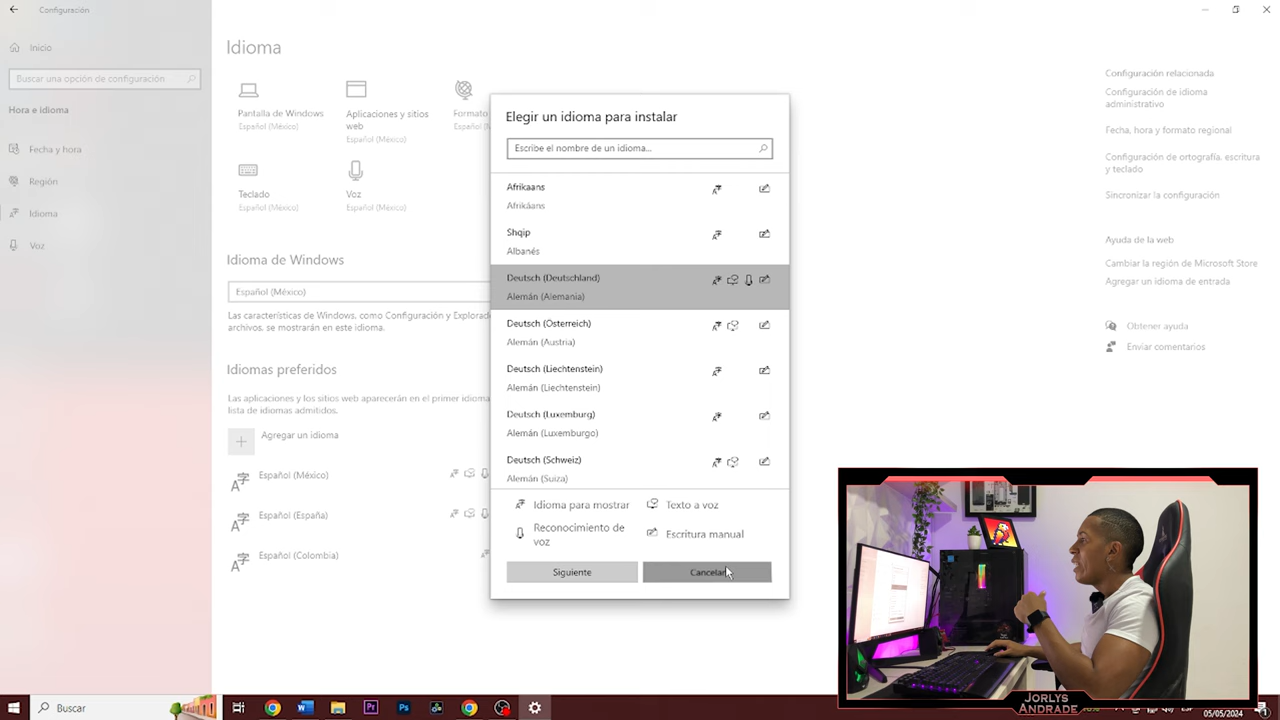 Configuración
Inicio
Buscar una opción de configuración
Hora e idioma
Fecha y hora
Región
Idioma
Voz
Idioma
Pantalla de Windows
Español (México)
Aplicaciones y sitios
web
Español (México)
Formato
Teclado
Español (México)
Voz
Español (México)
Idioma de Windows
Español (México)
Las características de Windows, como Configuración y Explorado
archivos, se mostrarán en este idioma.
Idiomas preferidos
Las aplicaciones y los sitios web aparecerán en el primer idioma
lista de idiomas admitidos.
Agregar un idioma
Español (México)
Español (España)
Español (Colombia)
Elegir un idioma para instalar
Escribe el nombre de un idioma...
Afrikaans
Afrikáans
Shqip
Albanés
Deutsch (Deutschland)
Alemán (Alemania)
Deutsch (Österreich)
Alemán (Austria)
Deutsch (Liechtenstein)
Alemán (Liechtenstein)
Deutsch (Luxemburg)
Alemán (Luxemburgo)
Deutsch (Schweiz)
Alemán (Suiza)
Idioma para mostrar
Texto a voz
Reconocimiento de
voz
Escritura manual
Siguiente
Cancelar
Configuración relacionada
Configuración de idioma
administrativo
Fecha, hora y formato regional
Configuración de ortografía, escritura
y teclado
Sincronizar la configuración
Ayuda de la web
Cambiar la región de Microsoft Store
Agregar un idioma de entrada
Obtener ayuda
Enviar comentarios
JORLYS
ANDRADE
Buscar
ESP
05/05/2024